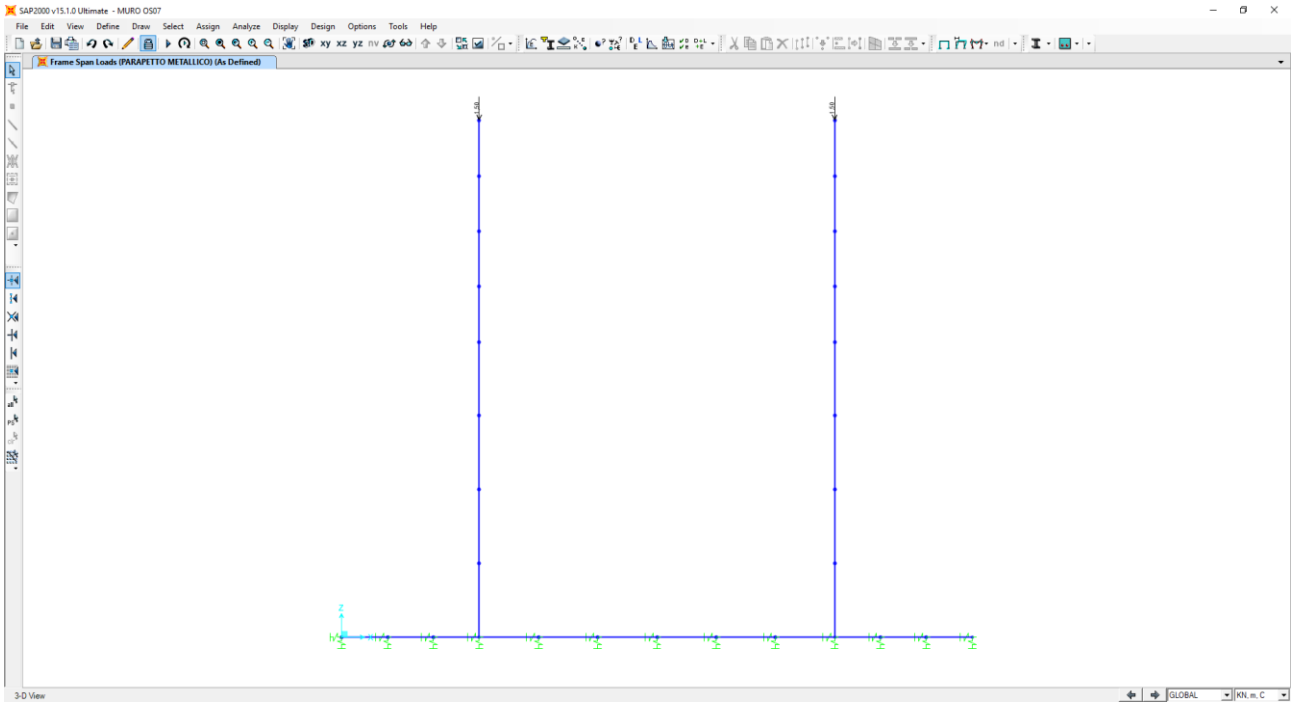 SAP2000 v15.1.0 Ultimate - MURO OS07
File Edit View Define Draw Select Assign Analyze Display Design Options Tools Help
xy xz yz nv nd
Frame Span Loads (PARAPETTO METALLICO) (As Defined)
1.50 1.50
Z
3-D View GLOBAL KN, m, C